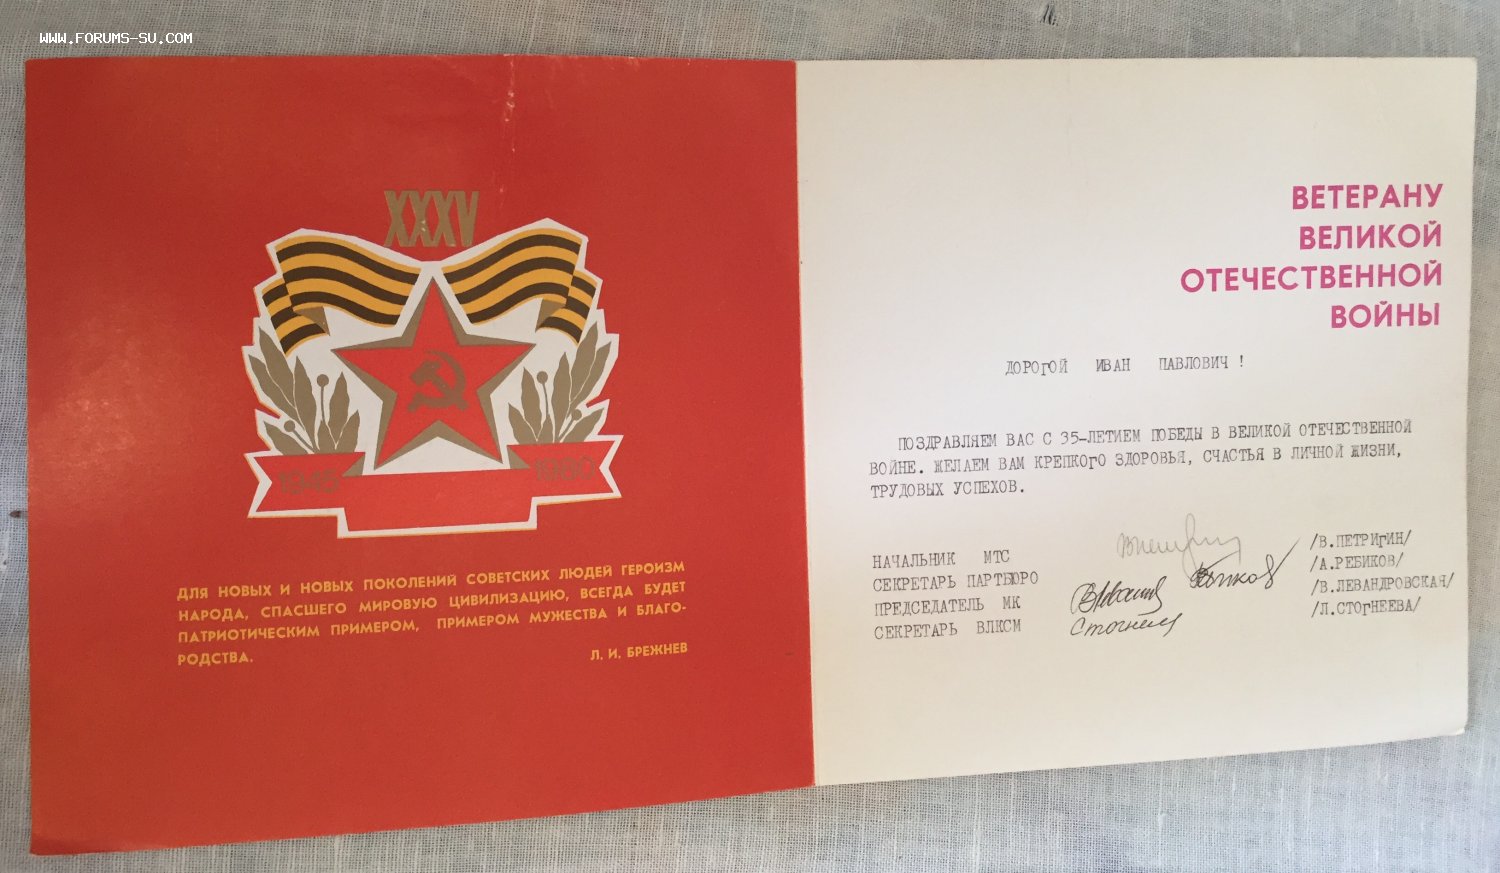 WWW.FORUMS-SU.COM
XXXV
1945
1980
ДЛЯ НОВЫХ И НОВЫХ ПОКОЛЕНИЙ СОВЕТСКИХ ЛЮДЕЙ ГЕРОИЗМ
НАРОДА, СПАСШЕГО МИРОВУЮ ЦИВИЛИЗАЦИЮ, ВСЕГДА БУДЕТ
ПАТРИОТИЧЕСКИМ ПРИМЕРОМ, ПРИМЕРОМ МУЖЕСТВА И БЛАГО-
РОДСТВА.
Л. И. БРЕЖНЕВ
ВЕТЕРАНУ
ВЕЛИКОЙ
ОТЕЧЕСТВЕННОЙ
ВОЙНЫ
ДОРОГОЙ ИВАН ПАВЛОВИЧ !
ПОЗДРАВЛЯЕМ ВАС С 35-ЛЕТИЕМ ПОБЕДЫ В ВЕЛИКОЙ ОТЕЧЕСТВЕННОЙ
ВОЙНЕ. ЖЕЛАЕМ ВАМ КРЕПКОГО ЗДОРОВЬЯ, СЧАСТЬЯ В ЛИЧНОЙ ЖИЗНИ,
ТРУДОВЫХ УСПЕХОВ.
НАЧАЛЬНИК МТС /В.ПЕТРИГИН/
СЕКРЕТАРЬ ПАРТБЮРО /А.РЕБИКОВ/
ПРЕДСЕДАТЕЛЬ МК /В.ЛЕВАНДРОВСКАЯ/
СЕКРЕТАРЬ ВЛКСМ /Л.СТОГНЕЕВА/